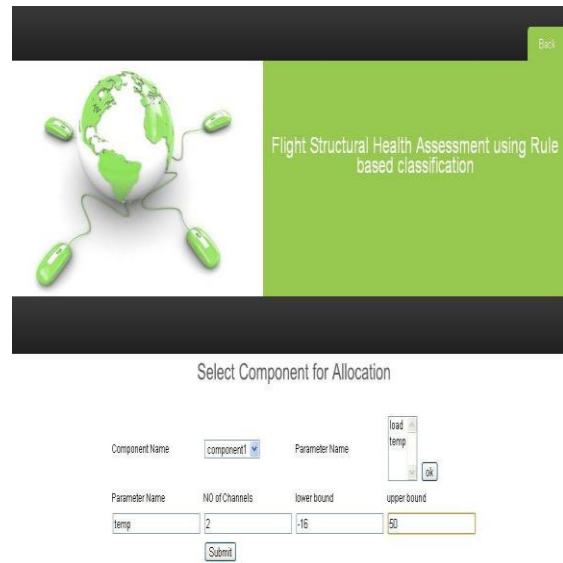 Back
Flight Structural Health Assessment using Rule
based classification
Select Component for Allocation
Component Name
component1
Parameter Name
load
temp
ok
Parameter Name
NO of Channels
lower bound
upper bound
temp
2
-16
50
Submit